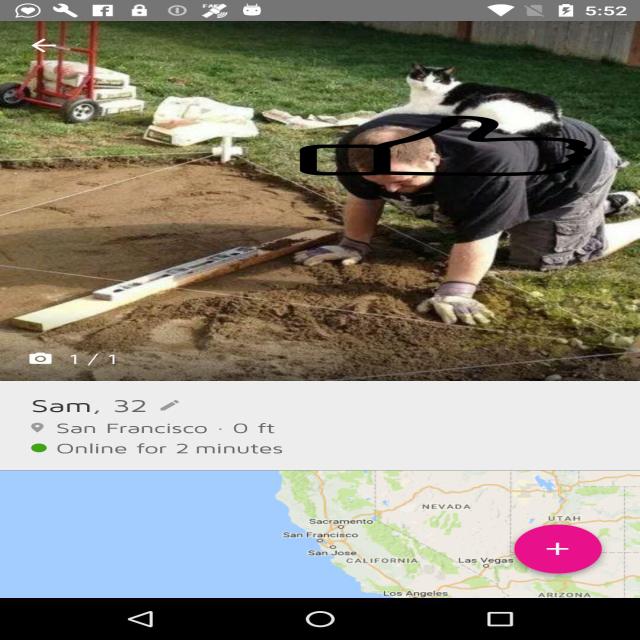 5:52
1 / 1
Sam, 32
San Francisco · 0 ft
Online for 2 minutes
NEVADA
UTAH
Sacramento
San Francisco
San Jose
CALIFORNIA
Las Vegas
Los Angeles
ARIZONA